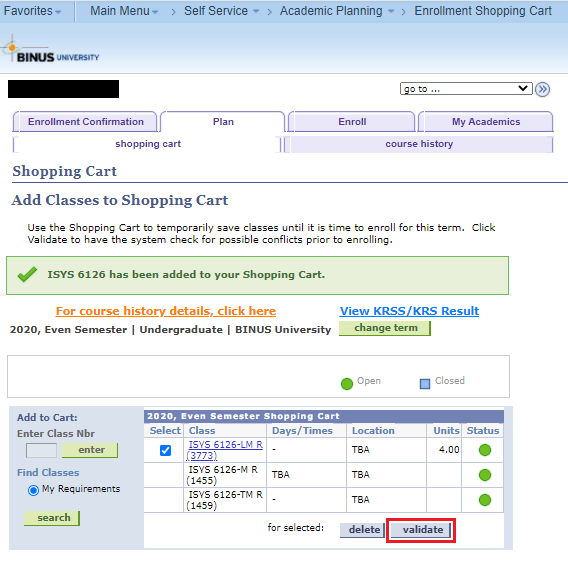 Favorites Main Menu > Self Service > Academic Planning > Enrollment Shopping Cart
BINUS UNIVERSITY
go to ...
Enrollment Confirmation Plan Enroll My Academics
shopping cart course history
Shopping Cart
Add Classes to Shopping Cart
Use the Shopping Cart to temporarily save classes until it is time to enroll for this term. Click
Validate to have the system check for possible conflicts prior to enrolling.
ISYS 6126 has been added to your Shopping Cart.
For course history details, click here View KRSS/KRS Result
2020, Even Semester | Undergraduate | BINUS University change term
Open Closed
Add to Cart:
Enter Class Nbr
enter
Find Classes
My Requirements
search
2020, Even Semester Shopping Cart
Select Class Days/Times Location Units Status
ISYS 6126-LM R (3773) - TBA 4.00
ISYS 6126-M R (1455) TBA TBA
ISYS 6126-TM R (1459) - TBA
for selected: delete validate